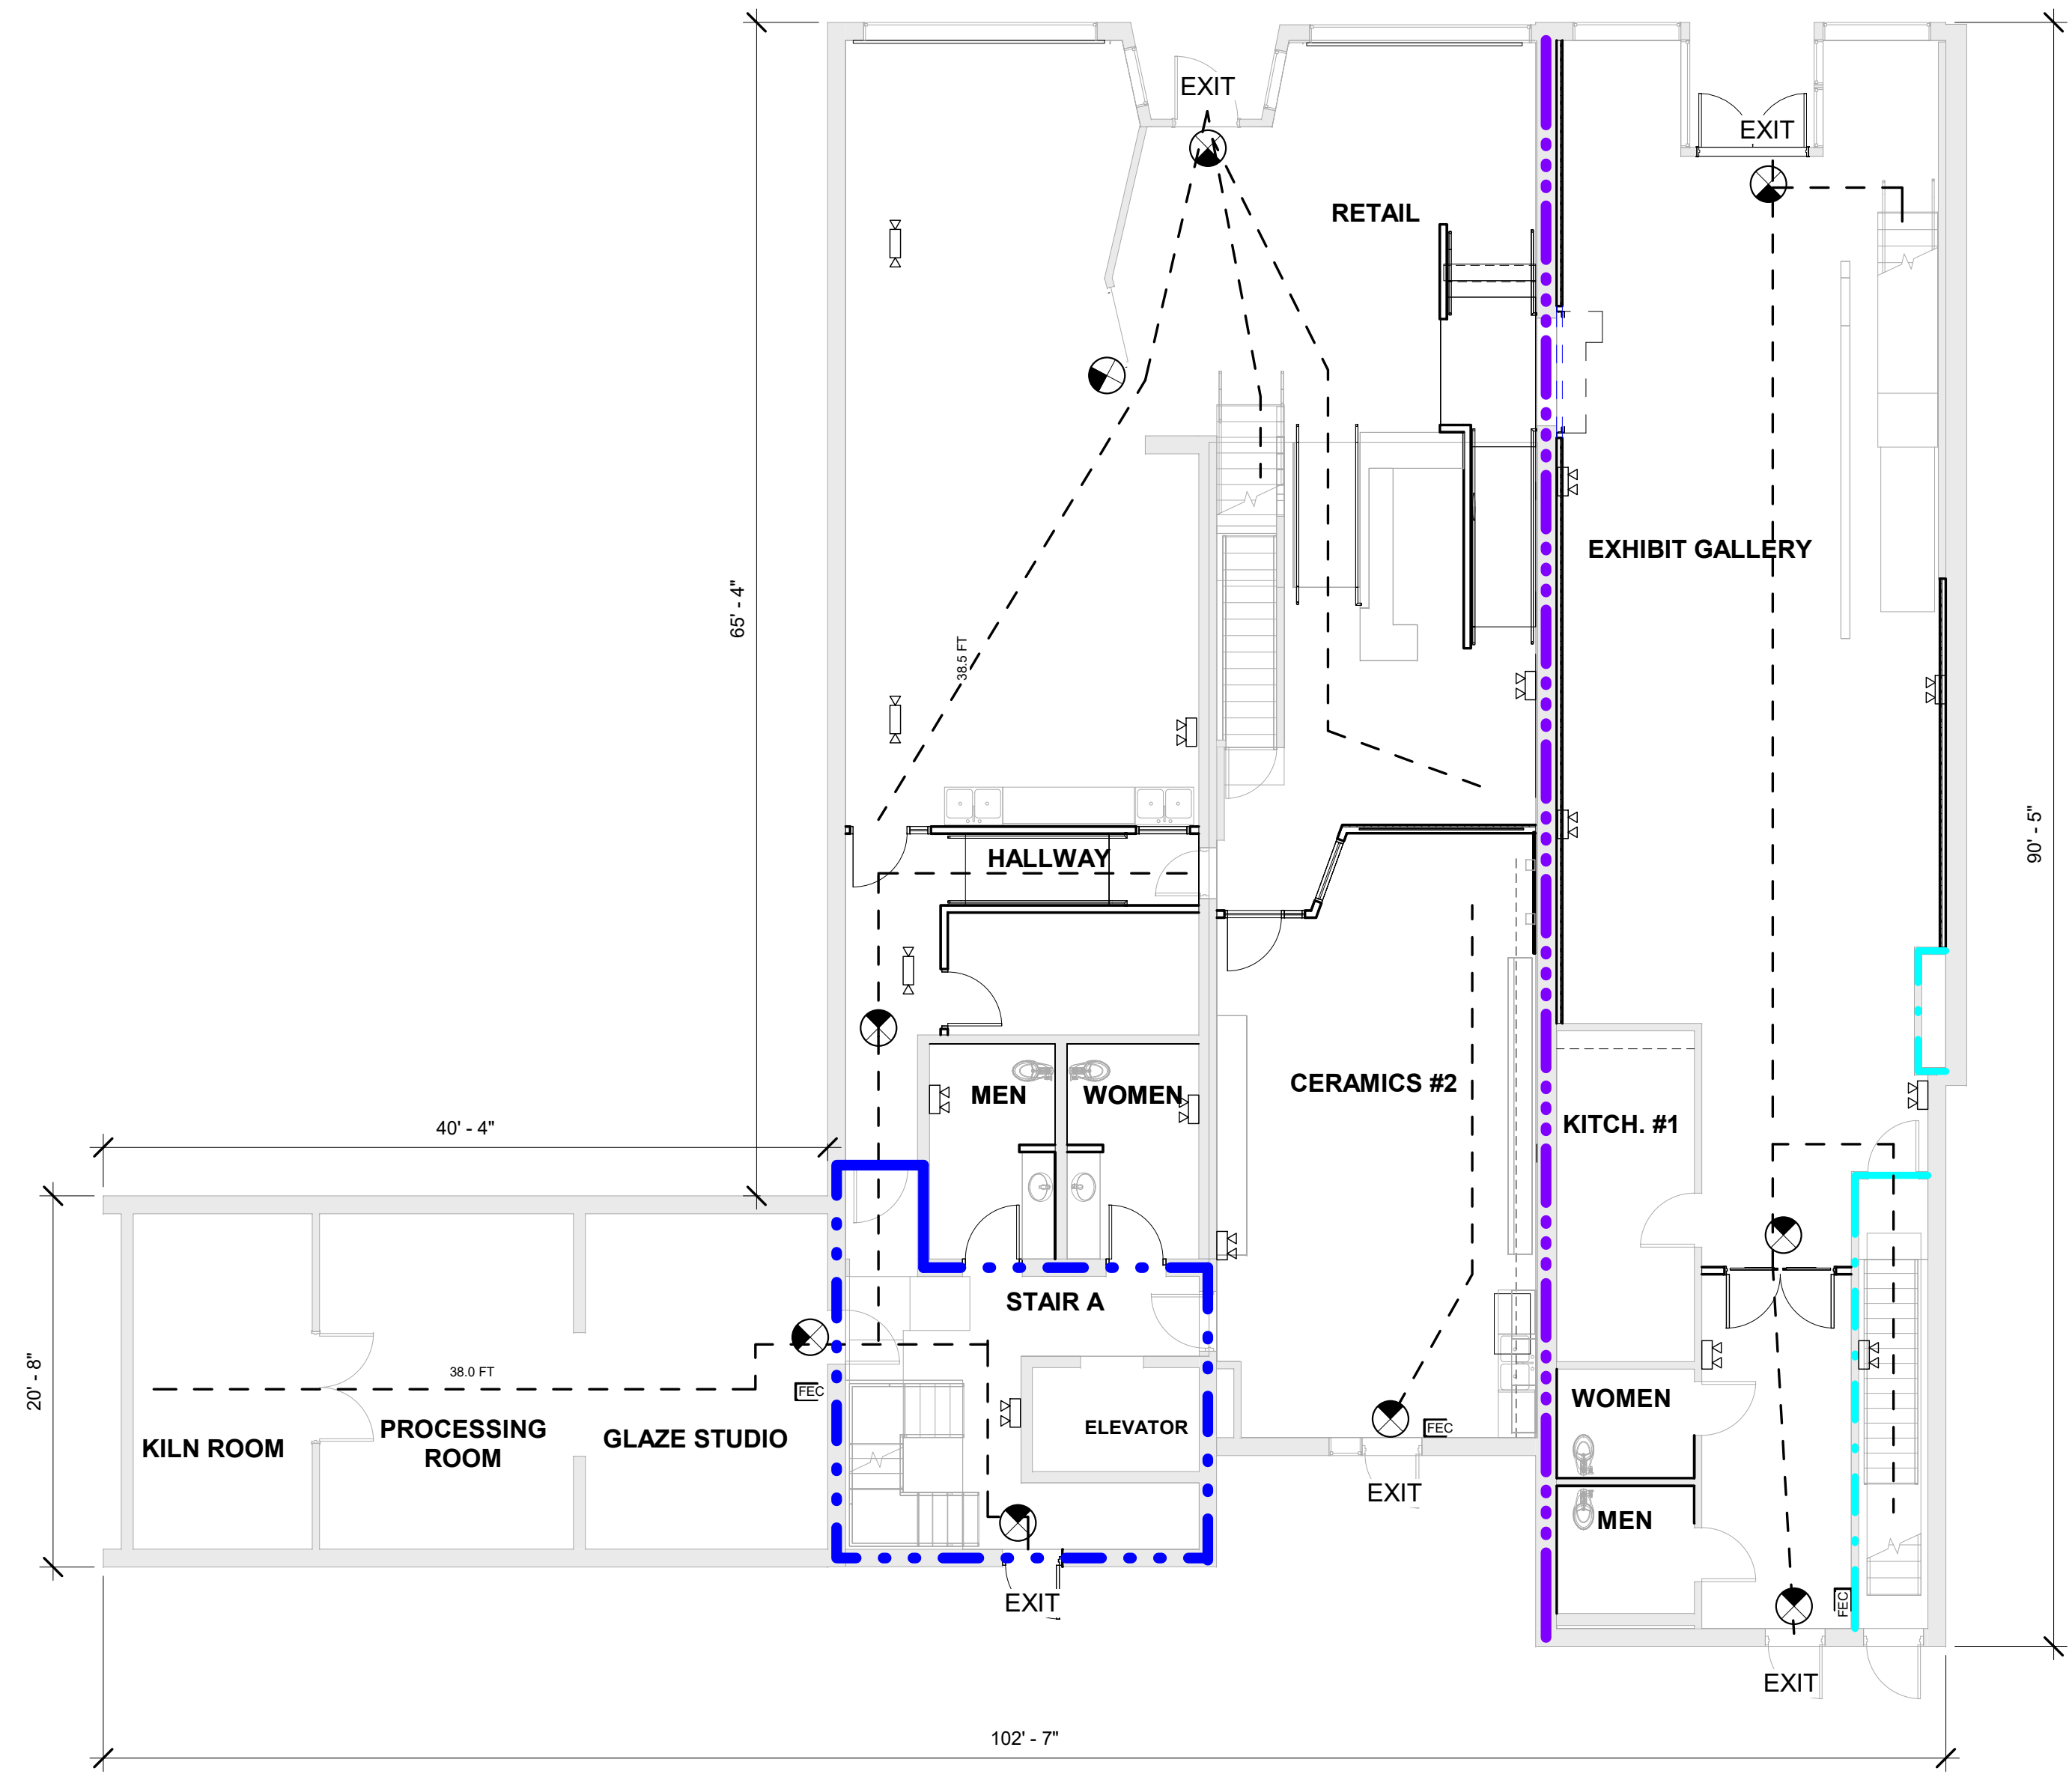 EXIT
EXIT
RETAIL
65' - 4"
38.5 FT
EXHIBIT GALLERY
90' - 5"
HALLWAY
MEN
WOMEN
CERAMICS #2
KITCH. #1
40' - 4"
STAIR A
20' - 8"
38.0 FT
FEC
KILN ROOM
PROCESSING
ROOM
GLAZE STUDIO
ELEVATOR
FEC
WOMEN
EXIT
MEN
EXIT
FEC
EXIT
102' - 7"